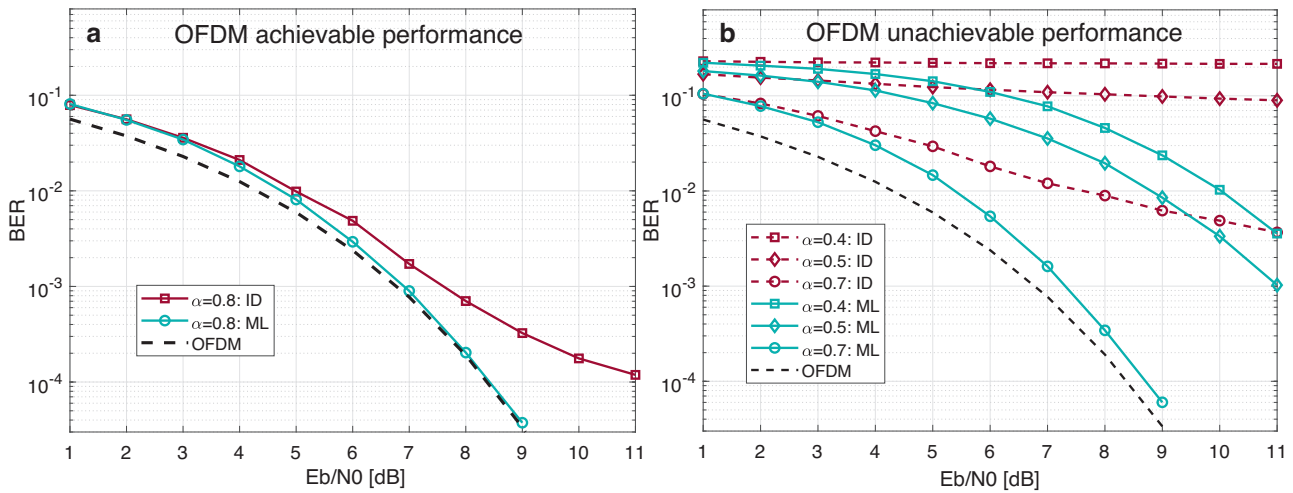 a
OFDM achievable performance
BER
10⁻¹
10⁻²
10⁻³
10⁻⁴
α=0.8: ID
α=0.8: ML
OFDM
1 2 3 4 5 6 7 8 9 10 11
Eb/N0 [dB]
b
OFDM unachievable performance
BER
10⁻¹
10⁻²
10⁻³
10⁻⁴
α=0.4: ID
α=0.5: ID
α=0.7: ID
α=0.4: ML
α=0.5: ML
α=0.7: ML
OFDM
1 2 3 4 5 6 7 8 9 10 11
Eb/N0 [dB]